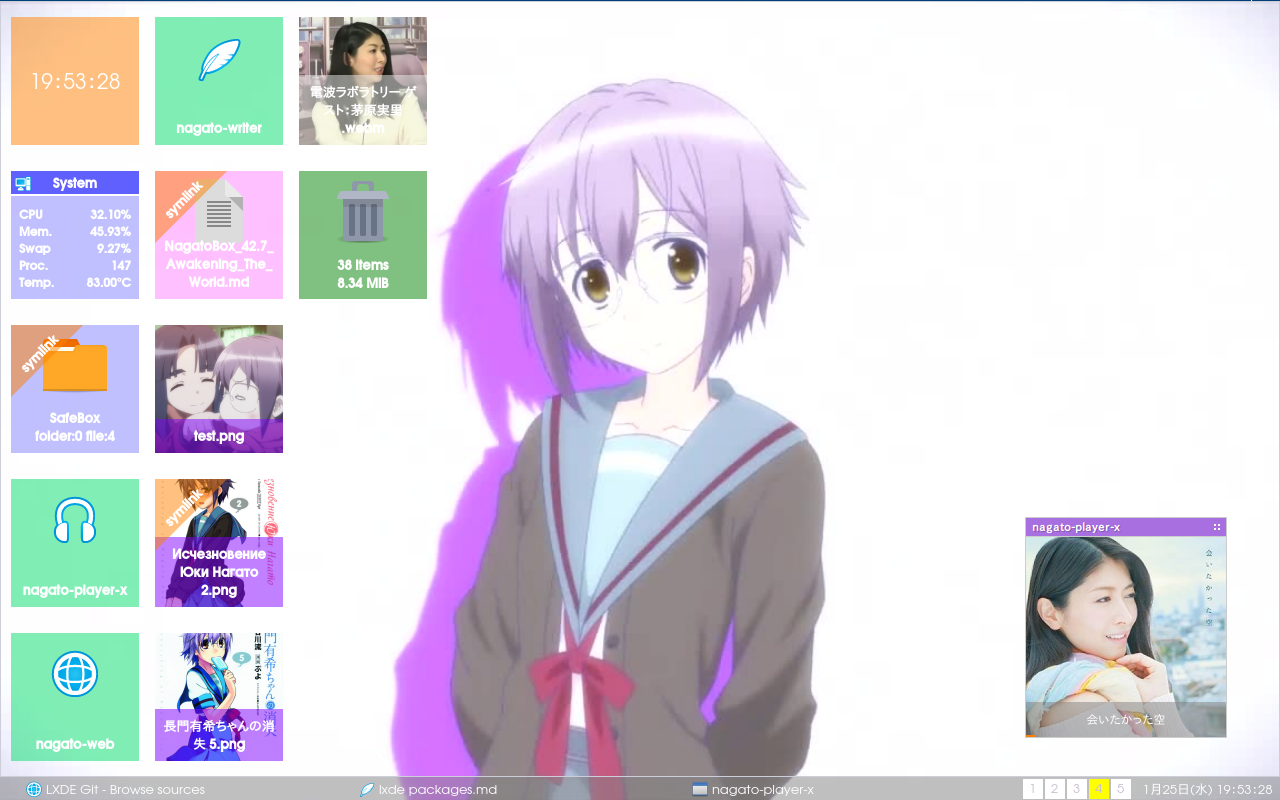 19:53:28
nagato-writer
電波ラボラトリー ゲ
スト：茅原実里
.webm
System
CPU 32.10%
Mem. 45.93%
Swap 9.27%
Proc. 147
Temp. 83.00°C
symlink
NagatoBox_42.7_
Awakening_The_
World.md
38 Items
8.34 MiB
symlink
SafeBox
folder:0 file:4
test.png
nagato-player-x
symlink
2
Исчезновение
Юки Нагато
2.png
nagato-web
5
長門有希ちゃんの消
失 5.png
nagato-player-x
会いたかった空
会いたかった空
LXDE Git - Browse sources
lxde packages.md
nagato-player-x
1 2 3 4 5
1月25日(水) 19:53:28